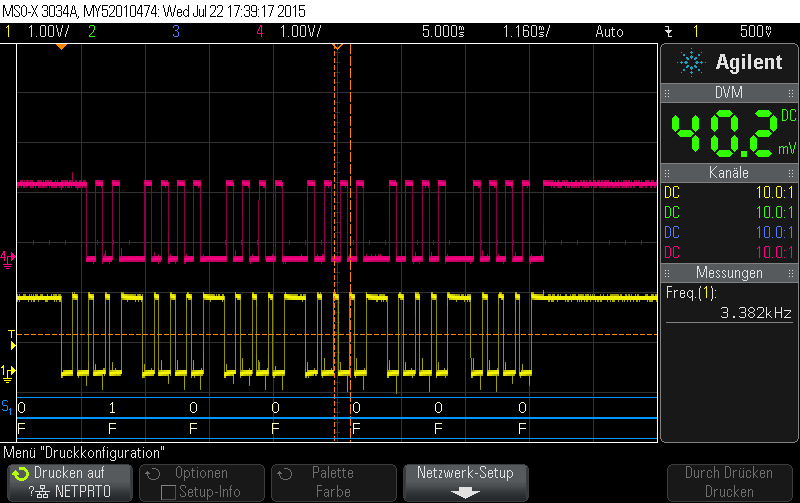 MSO-X 3034A, MY52010474: Wed Jul 22 17:39:17 2015
1 1.00V/ 2 3 4 1.00V/ 5.000s 1.160s/ Auto 1 500V
Agilent
DVM
40.2 DC mV
Kanäle
DC 10.0:1
DC 10.0:1
DC 10.0:1
DC 10.0:1
Messungen
Freq.(1):
3.382kHz
4
T
1
S1 0 1 0 0 0 0 0
F F F F F F F
Menü "Druckkonfiguration"
Drucken auf
? NETPRTO
Optionen
Setup-Info
Palette
Farbe
Netzwerk-Setup
Durch Drücken
Drucken